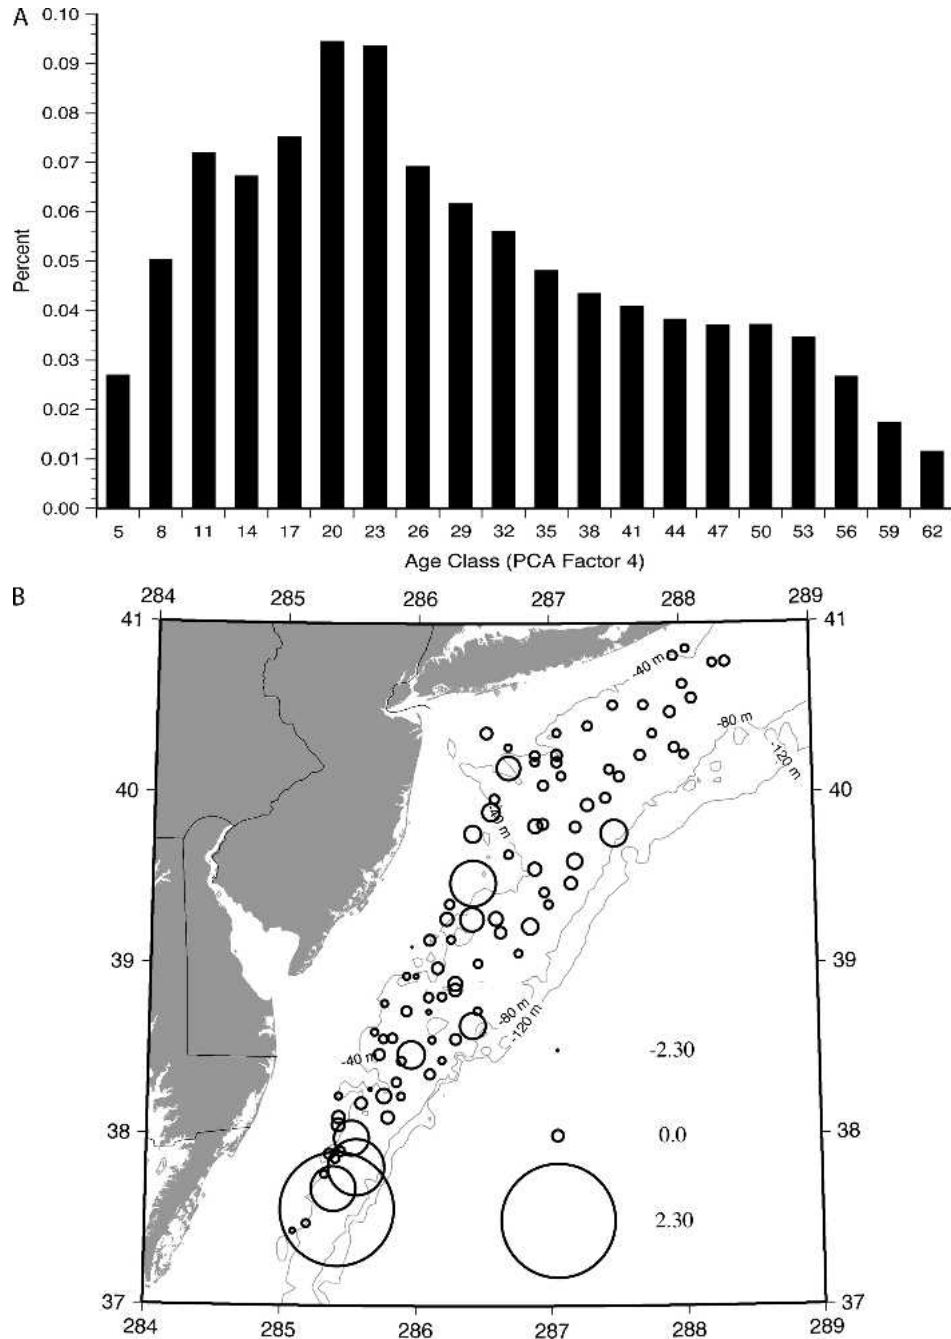 A
0.10
0.09
0.08
0.07
0.06
0.05
0.04
0.03
0.02
0.01
0.00
Percent
5 8 11 14 17 20 23 26 29 32 35 38 41 44 47 50 53 56 59 62
Age Class (PCA Factor 4)
B
284 285 286 287 288 289
41 41
-40 m
-80 m
-120 m
40 40
-40 m
39 39
-80 m
-120 m
-2.30
-40 m
38 0.0 38
2.30
37 37
284 285 286 287 288 289